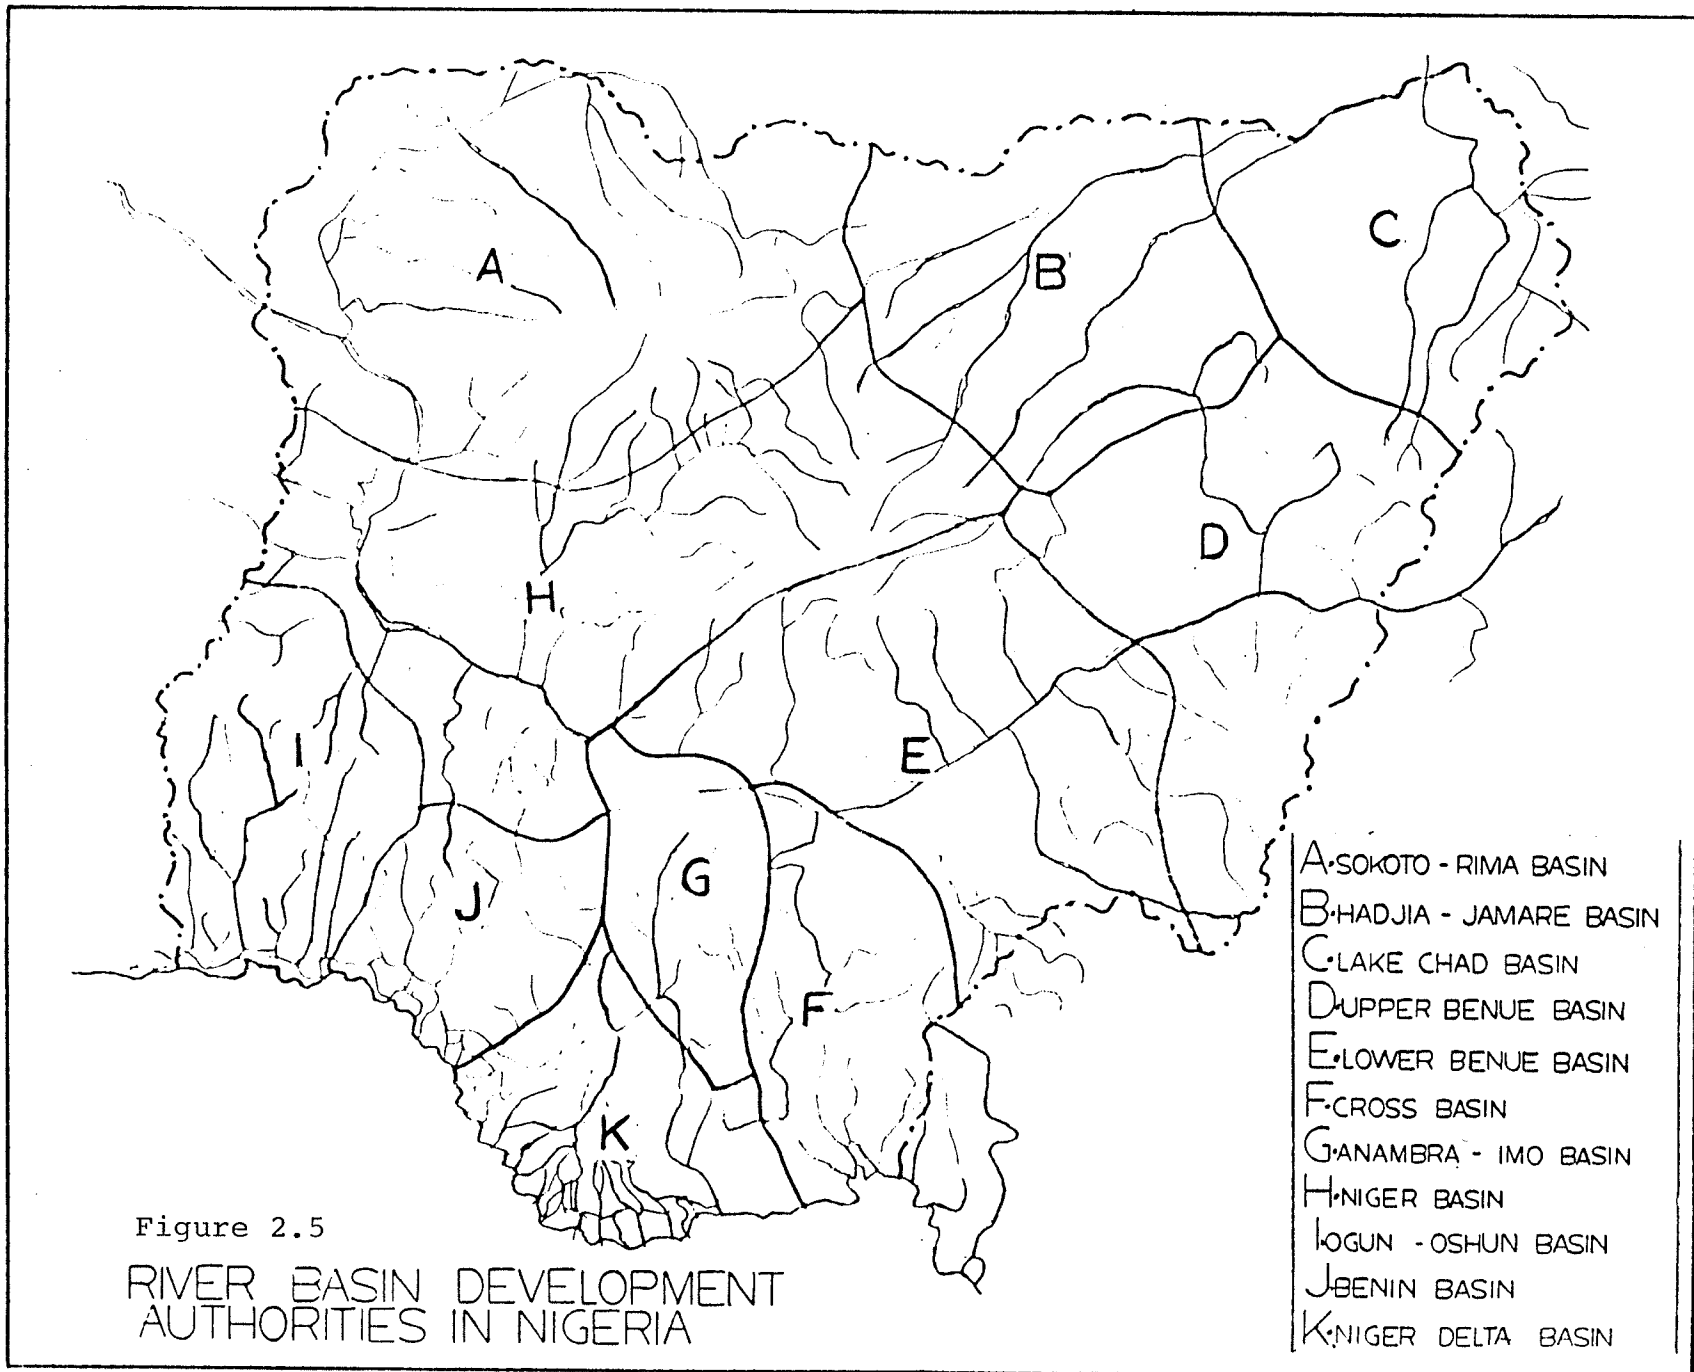 A
B
C
D
H
I
E
G
J
F
K
A·SOKOTO - RIMA BASIN
B·HADJIA - JAMARE BASIN
C·LAKE CHAD BASIN
D·UPPER BENUE BASIN
E·LOWER BENUE BASIN
F·CROSS BASIN
G·ANAMBRA - IMO BASIN
H·NIGER BASIN
I·OGUN - OSHUN BASIN
J·BENIN BASIN
K·NIGER DELTA BASIN
Figure 2.5
RIVER BASIN DEVELOPMENT
AUTHORITIES IN NIGERIA